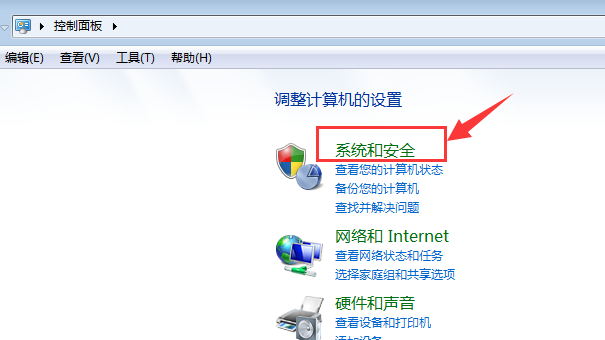 控制面板
编辑(E) 查看(V) 工具(T) 帮助(H)
调整计算机的设置
系统和安全
查看您的计算机状态
备份您的计算机
查找并解决问题
网络和 Internet
查看网络状态和任务
选择家庭组和共享选项
硬件和声音
查看设备和打印机
添加设备